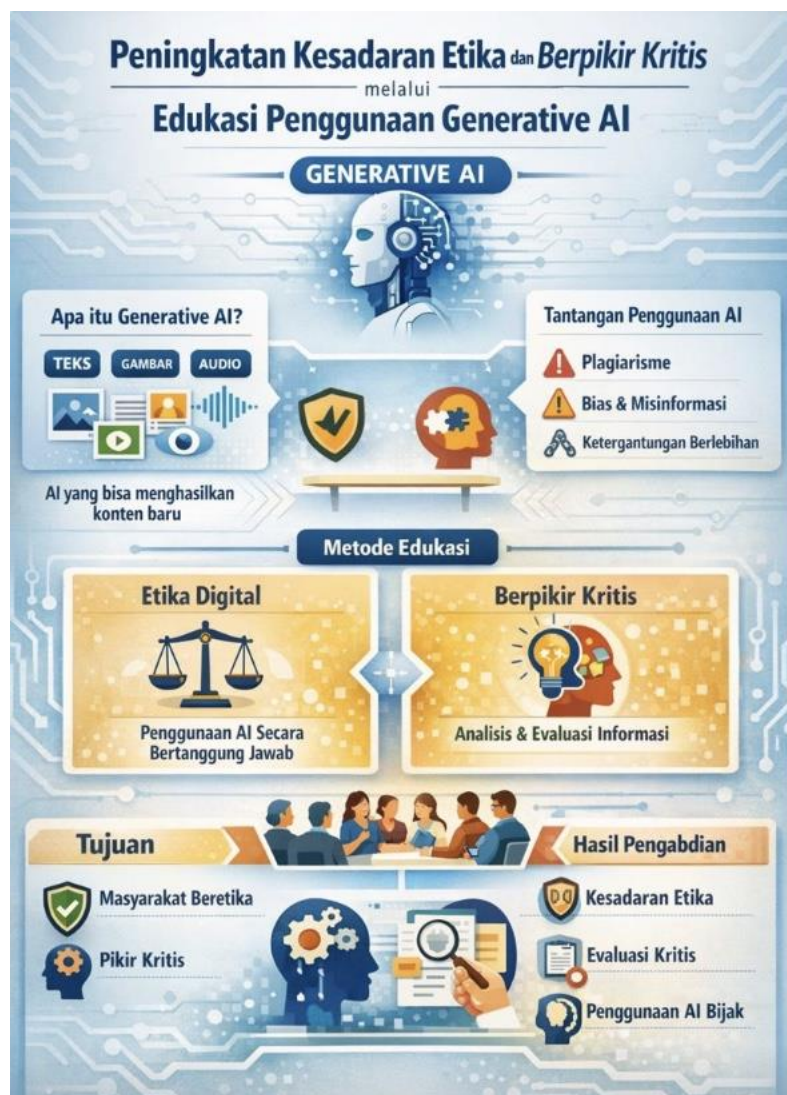 Peningkatan Kesadaran Etika dan Berpikir Kritis
melalui
Edukasi Penggunaan Generative AI
GENERATIVE AI
Apa itu Generative AI?
TEKS
GAMBAR
AUDIO
AI yang bisa menghasilkan
konten baru
Tantangan Penggunaan AI
Plagiarisme
Bias & Misinformasi
Ketergantungan Berlebihan
Metode Edukasi
Etika Digital
Penggunaan AI Secara
Bertanggung Jawab
Berpikir Kritis
Analisis & Evaluasi Informasi
Tujuan
Masyarakat Beretika
Pikir Kritis
Hasil Pengabdian
Kesadaran Etika
Evaluasi Kritis
Penggunaan AI Bijak